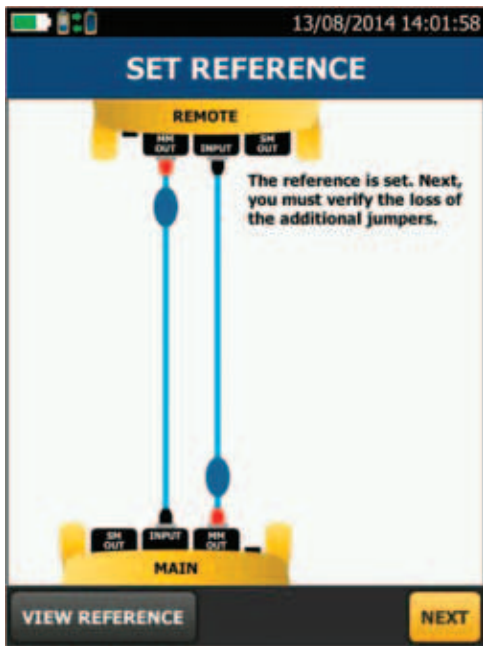 13/08/2014 14:01:58
SET REFERENCE
REMOTE
MM OUT
INPUT
SM OUT
The reference is set. Next,
you must verify the loss of
the additional jumpers.
SM OUT
INPUT
MM OUT
MAIN
VIEW REFERENCE
NEXT